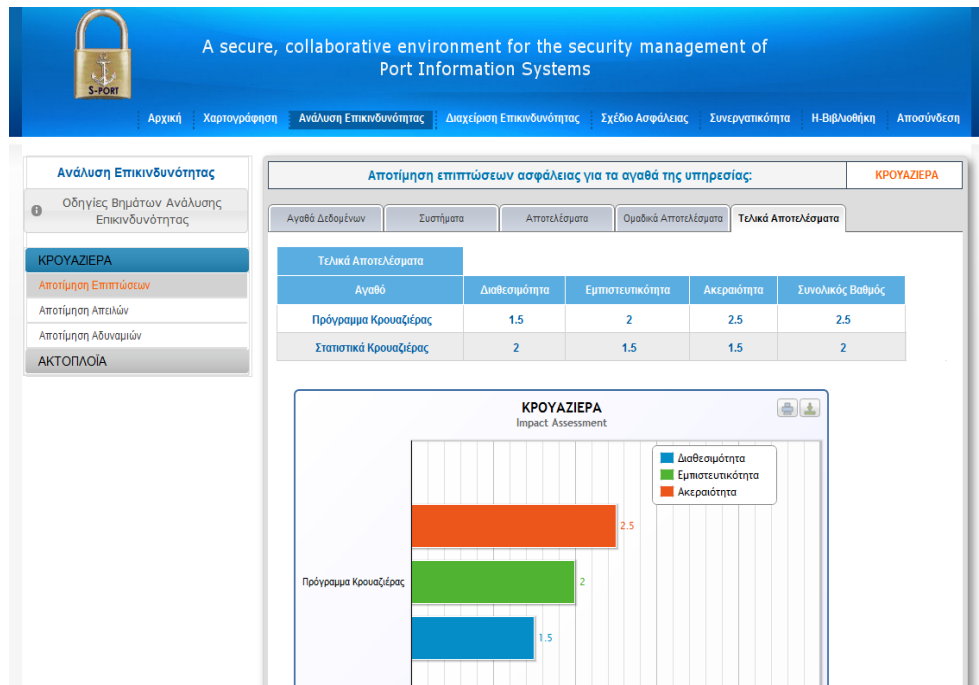 A secure, collaborative environment for the security management of
Port Information Systems
S-PORT
Αρχική Χαρτογράφηση Ανάλυση Επικινδυνότητας Διαχείριση Επικινδυνότητας Σχέδιο Ασφάλειας Συνεργατικότητα Η-Βιβλιοθήκη Αποσύνδεση
Ανάλυση Επικινδυνότητας
Οδηγίες Βημάτων Ανάλυσης
Επικινδυνότητας
ΚΡΟΥΑΖΙΕΡΑ
Αποτίμηση Επιπτώσεων
Αποτίμηση Απειλών
Αποτίμηση Αδυναμιών
ΑΚΤΟΠΛΟΪΑ
Αποτίμηση επιπτώσεων ασφάλειας για τα αγαθά της υπηρεσίας: ΚΡΟΥΑΖΙΕΡΑ
Αγαθά Δεδομένων Συστήματα Αποτελέσματα Ομαδικά Αποτελέσματα Τελικά Αποτελέσματα
Τελικά Αποτελέσματα
Αγαθό Διαθεσιμότητα Εμπιστευτικότητα Ακεραιότητα Συνολικός Βαθμός
Πρόγραμμα Κρουαζιέρας 1.5 2 2.5 2.5
Στατιστικά Κρουαζιέρας 2 1.5 1.5 2
ΚΡΟΥΑΖΙΕΡΑ
Impact Assessment
Διαθεσιμότητα
Εμπιστευτικότητα
Ακεραιότητα
2.5
Πρόγραμμα Κρουαζιέρας 2
1.5